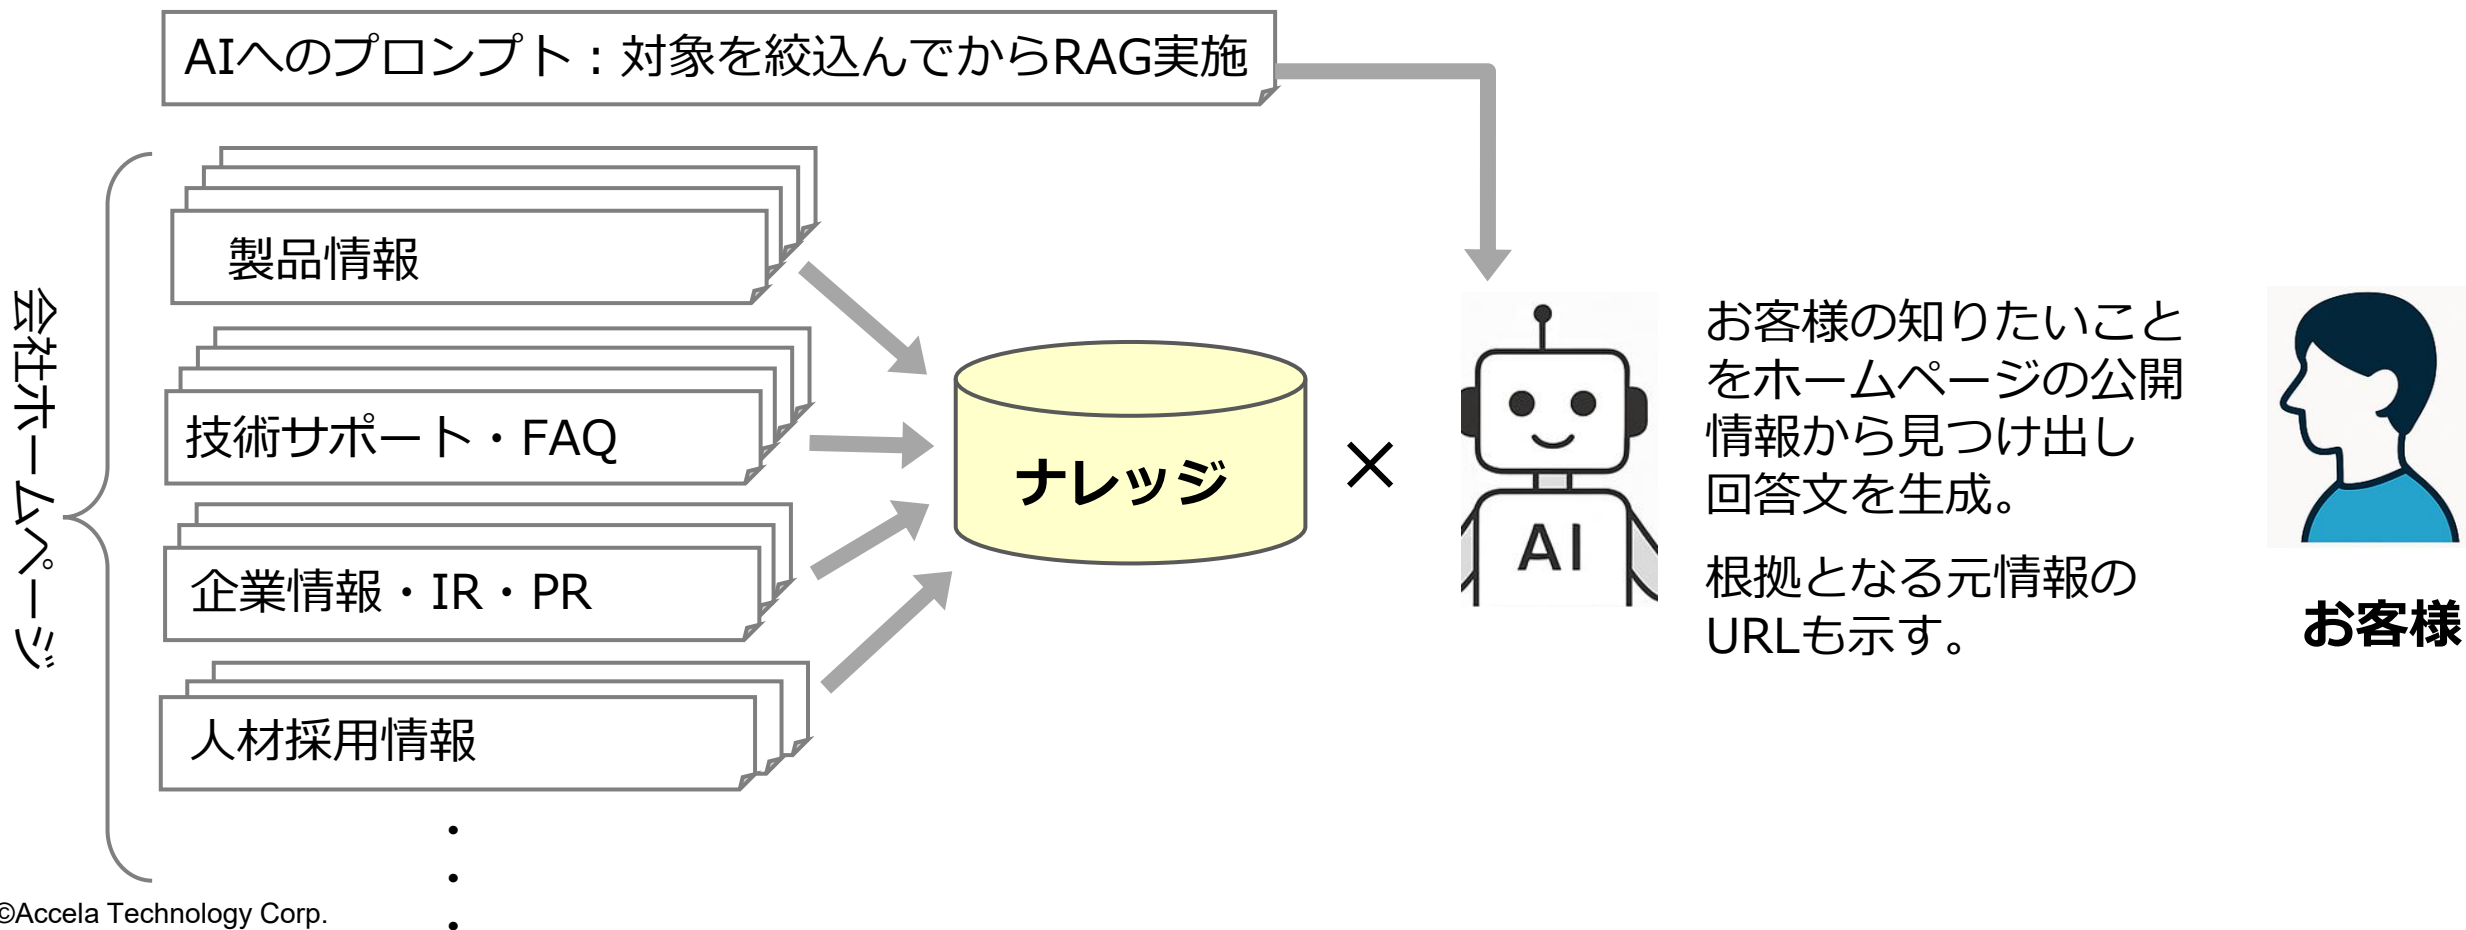 AIへのプロンプト：対象を絞込んでからRAG実施
会社ホームページ
製品情報
技術サポート・FAQ
企業情報・IR・PR
人材採用情報
・
・
・
ナレッジ
×
AI
お客様の知りたいこと
をホームページの公開
情報から見つけ出し
回答文を生成。
根拠となる元情報の
URLも示す。
お客様
©Accela Technology Corp.